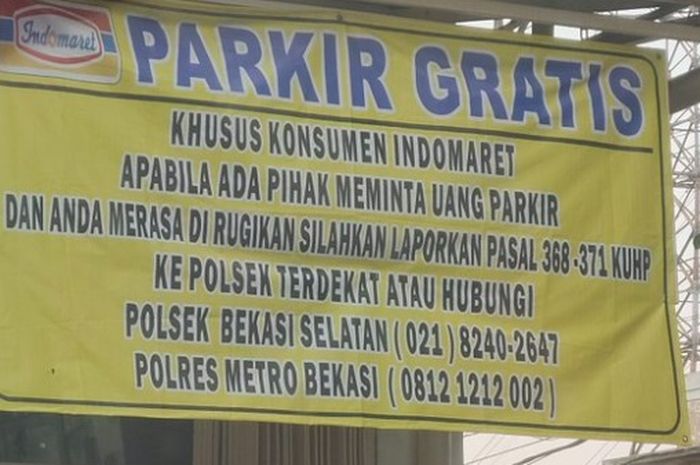 Indomaret
PARKIR GRATIS
KHUSUS KONSUMEN INDOMARET
APABILA ADA PIHAK MEMINTA UANG PARKIR
DAN ANDA MERASA DI RUGIKAN SILAHKAN LAPORKAN PASAL 368 -371 KUHP
KE POLSEK TERDEKAT ATAU HUBUNGI
POLSEK BEKASI SELATAN ( 021 ) 8240-2647
POLRES METRO BEKASI ( 0812 1212 002 )